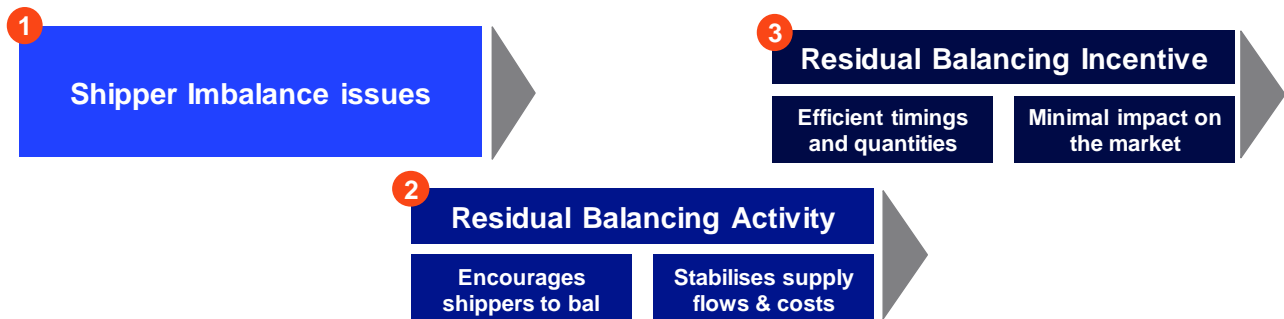 1
Shipper Imbalance issues
2
Residual Balancing Activity
Encourages
shippers to bal
Stabilises supply
flows & costs
3
Residual Balancing Incentive
Efficient timings
and quantities
Minimal impact on
the market